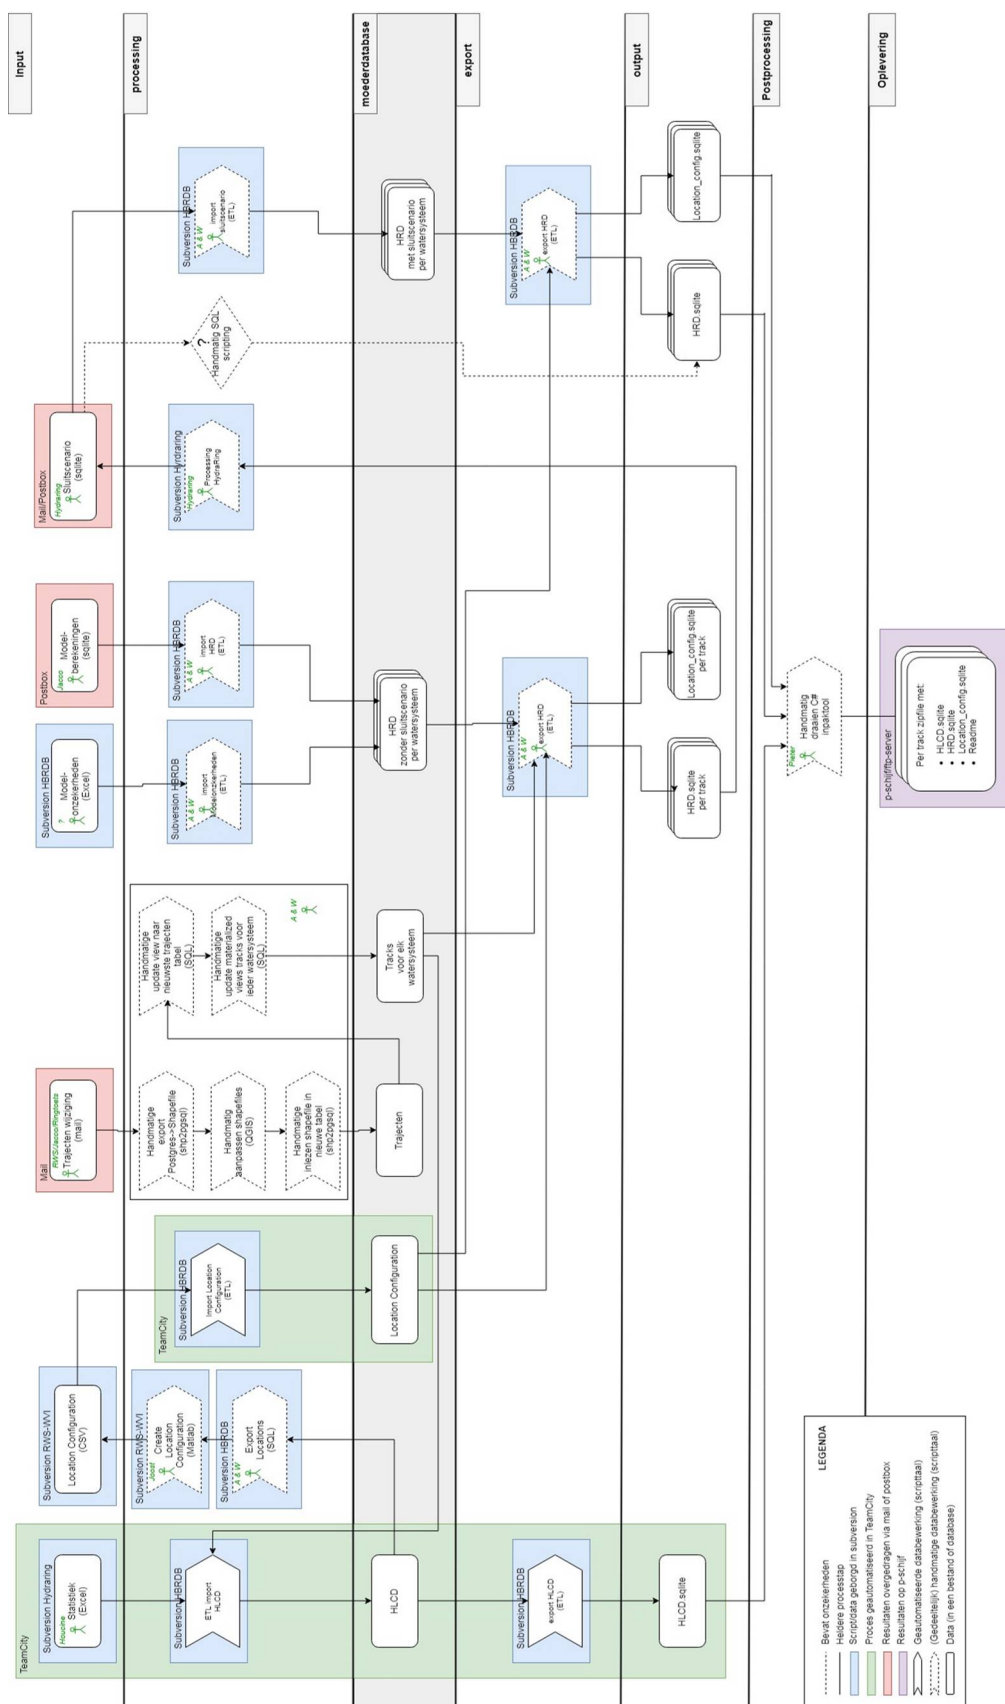 Input
processing
moederdatabase
export
output
Postprocessing
Oplevering
TeamCity
Subversion Hydraring
Houcine
Statistiek
(Excel)
Subversion HBRDB
ETL import
HLCD
HLCD
Subversion HBRDB
export HLCD
(ETL)
HLCD.sqlite
Subversion RWS-WVI
Location Configuration
(CSV)
Subversion RWS-WVI
Joost
Create
Location
Configuration
(Matlab)
Subversion HBRDB
A & W
Export
Locations
(SQL)
TeamCity
Subversion HBRDB
Import Location
Configuration
(ETL)
Location Configuration
Mail
RWS/Jacco/Ringtoets
Trajecten wijziging
(mail)
Handmatige
export
Postgres->Shapefile
(shp2pgsql)
Handmatig
aanpassen shapefiles
(QGIS)
Handmatige
inlezen shapefile in
nieuwe tabel
(shp2pgsql)
Trajecten
Handmatige
update view naar
nieuwste trajecten
tabel
(SQL)
Handmatige
update materialized
views tracks voor
ieder watersysteem
(SQL)
A & W
Tracks
voor elk
watersysteem
Subversion HBRDB
?
Model-
onzekerheden
(Excel)
Subversion HBRDB
A & W
import
Modelonzkerheden
(ETL)
Postbox
Jacco
Model-
berekeningen
(sqlite)
Subversion HBRDB
A & W
import
HRD
(ETL)
HRD
zonder sluitscenario
per watersysteem
Subversion HBRDB
A & W
export HRD
(ETL)
HRD.sqlite
per track
Location_config.sqlite
per track
Mail/Postbox
Hydraring
Sluitscenario
(sqlite)
Subversion Hyrdraring
Hydraring
Processing
HydraRing
?
Handmatig SQL
scripting
Subversion HBRDB
A & W
import
sluitscenario
(ETL)
HRD
met sluitscenario
per watersysteem
Subversion HBRDB
A & W
export HRD
(ETL)
HRD.sqlite
Location_config.sqlite
Pieter
Handmatig
draaien C#
inpaktool
p-schijf/ftp-server
Per track zipfile met:
• HLCD.sqlite
• HRD.sqlite
• Location_config.sqlite
• Readme
LEGENDA
Bevat onzekerheden
Heldere processtap
Script/data geborgd in subversion
Proces geautomatiseerd in TeamCity
Resultaten overgedragen via mail of postbox
Resultaten op p-schijf
Geautomatiseerde databewerking (scripttaal)
(Gedeeltelijk) handmatige databewerking (scripttaal)
Data (in een bestand of database)